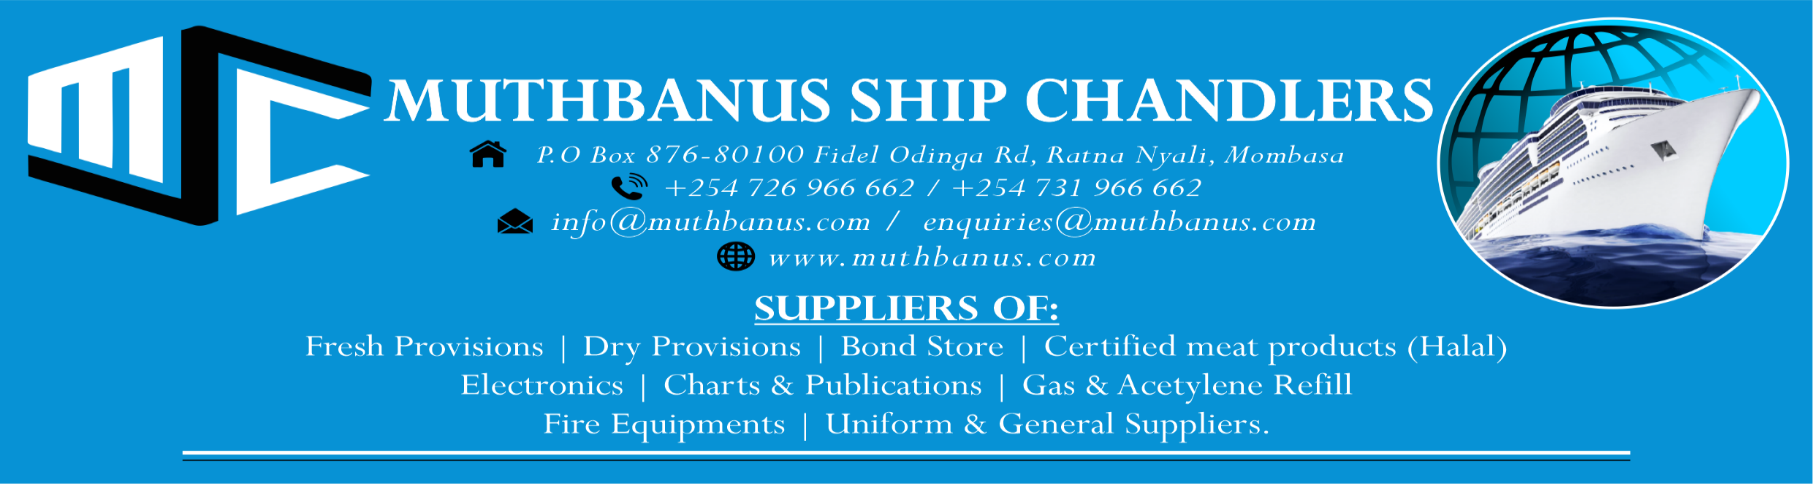 MC
MUTHBANUS SHIP CHANDLERS
P.O Box 876-80100 Fidel Odinga Rd, Ratna Nyali, Mombasa
+254 726 966 662 / +254 731 966 662
info@muthbanus.com / enquiries@muthbanus.com
www.muthbanus.com
SUPPLIERS OF:
Fresh Provisions | Dry Provisions | Bond Store | Certified meat products (Halal)
Electronics | Charts & Publications | Gas & Acetylene Refill
Fire Equipments | Uniform & General Suppliers.